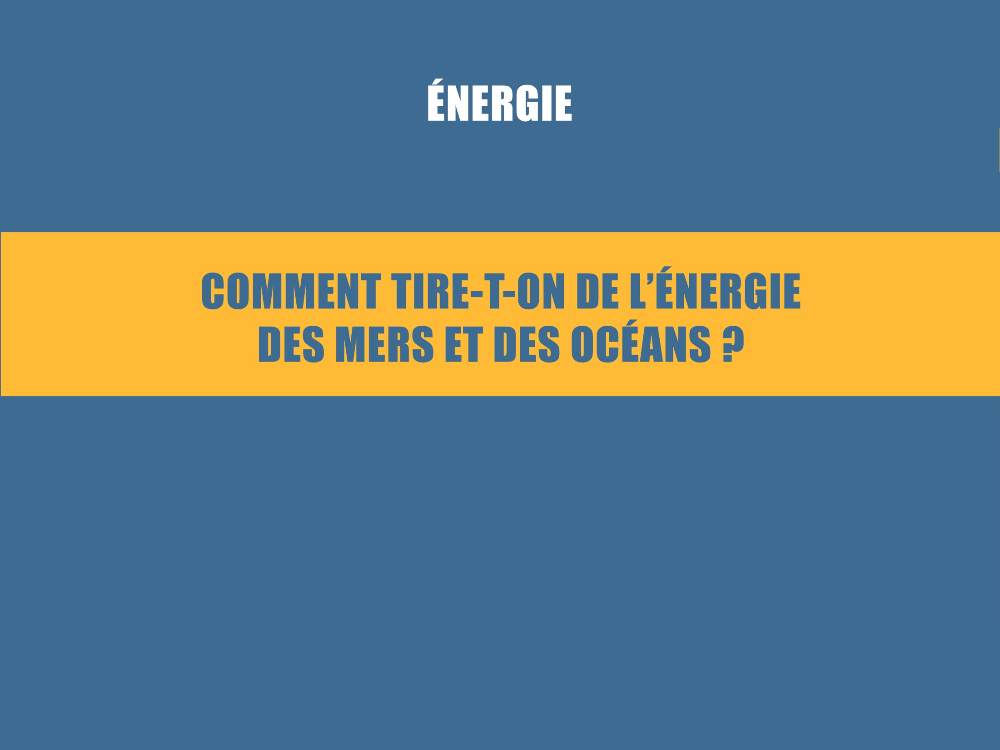 ÉNERGIE
COMMENT TIRE-T-ON DE L’ÉNERGIE
DES MERS ET DES OCÉANS ?